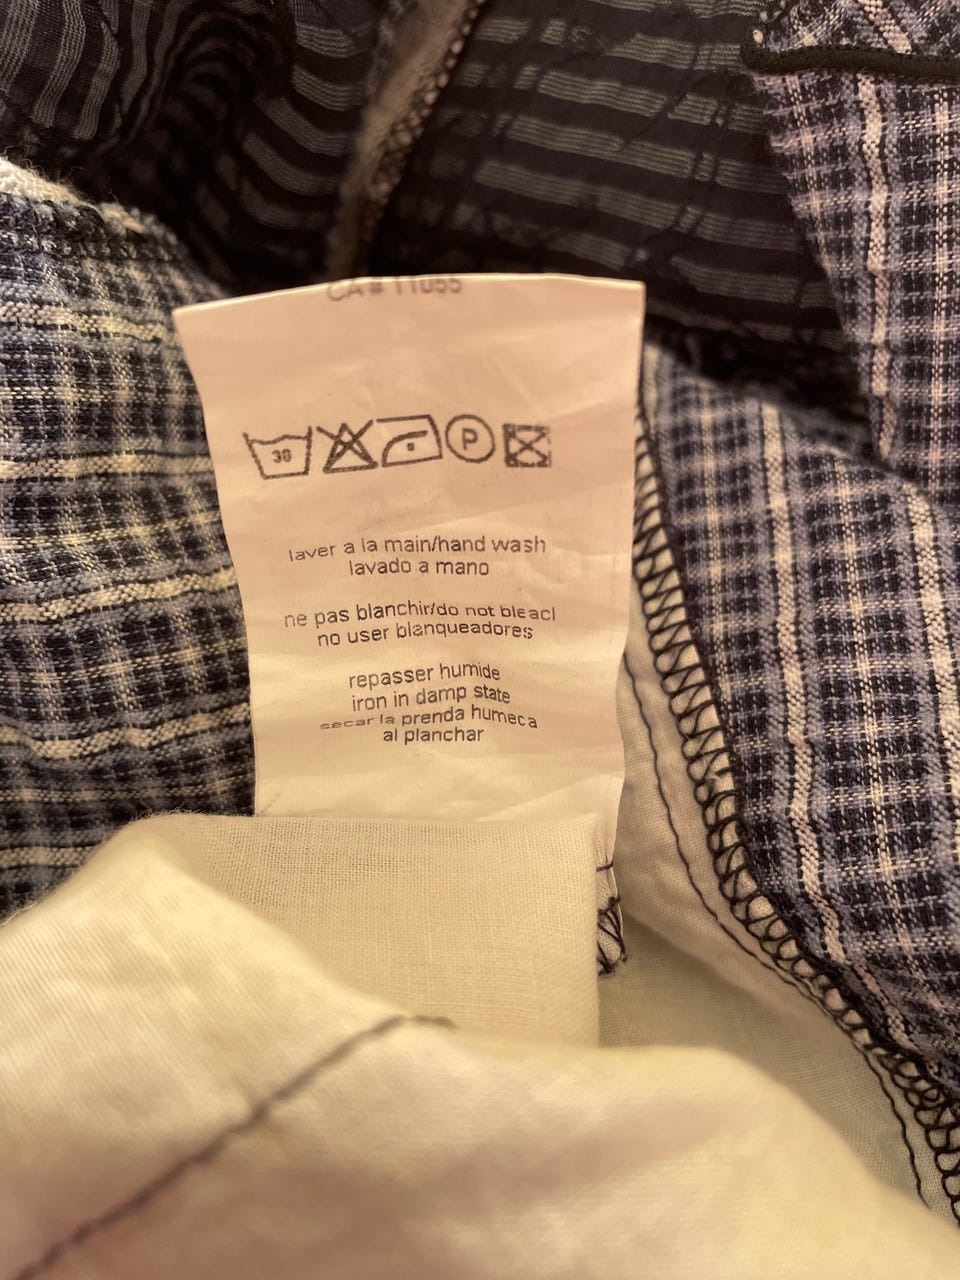 CA # 11055
30 P
laver a la main/hand wash
lavado a mano
ne pas blanchir/do not bleacl
no user blanqueadores
repasser humide
iron in damp state
secar la prenda humeca
al planchar